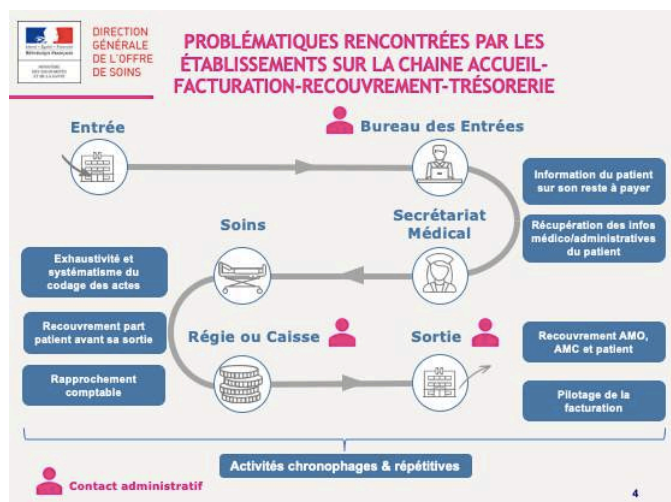 DIRECTION
GÉNÉRALE
DE L'OFFRE
DE SOINS
PROBLÉMATIQUES RENCONTRÉES PAR LES
ÉTABLISSEMENTS SUR LA CHAINE ACCUEIL-
FACTURATION-RECOUVREMENT-TRÉSORERIE
Entrée
Bureau des Entrées
Information du patient
sur son reste à payer
Récupération des infos
médico/administratives
du patient
Secrétariat
Médical
Soins
Exhaustivité et
systématisme du
codage des actes
Recouvrement part
patient avant sa sortie
Rapprochement
comptable
Régie ou Caisse
Sortie
Recouvrement AMO,
AMC et patient
Pilotage de la
facturation
Activités chronophages & répétitives
Contact administratif
4